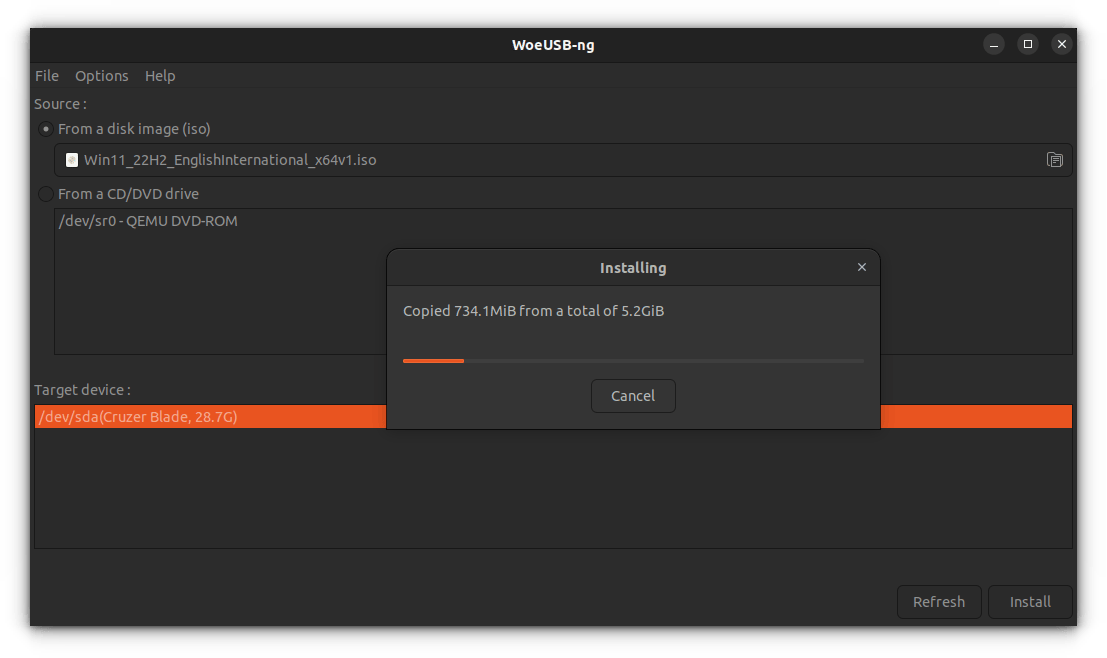 WoeUSB-ng
File Options Help
Source :
From a disk image (iso)
Win11_22H2_EnglishInternational_x64v1.iso
From a CD/DVD drive
/dev/sr0 - QEMU DVD-ROM
Installing
Copied 734.1MiB from a total of 5.2GiB
Cancel
Target device :
/dev/sda(Cruzer Blade, 28.7G)
Refresh Install